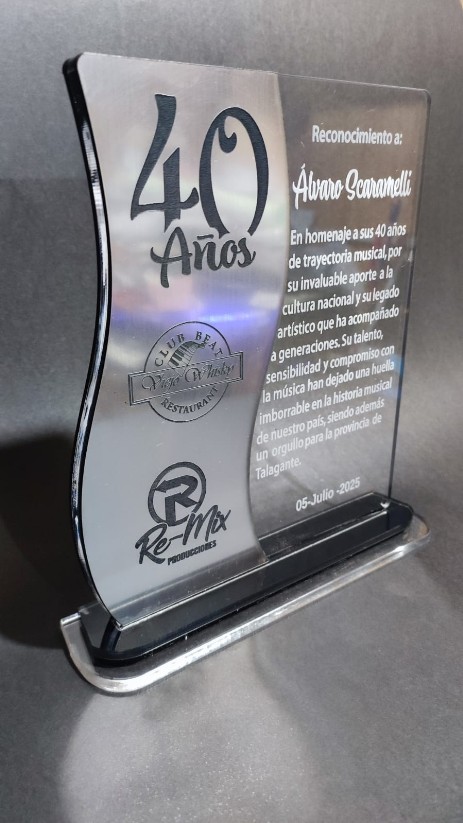 40
Años
CLUB BEAT
Viejo Whisky
RESTAURANT
R
Re-Mix
PRODUCCIONES
Reconocimiento a:
Álvaro Scaramelli
En homenaje a sus 40 años
de trayectoria musical, por
su invaluable aporte a la
cultura nacional y su legado
artístico que ha acompañado
a generaciones. Su talento,
sensibilidad y compromiso con
la música han dejado una huella
imborrable en la historia musical
de nuestro país, siendo además
un orgullo para la provincia de
Talagante.
05-Julio -2025